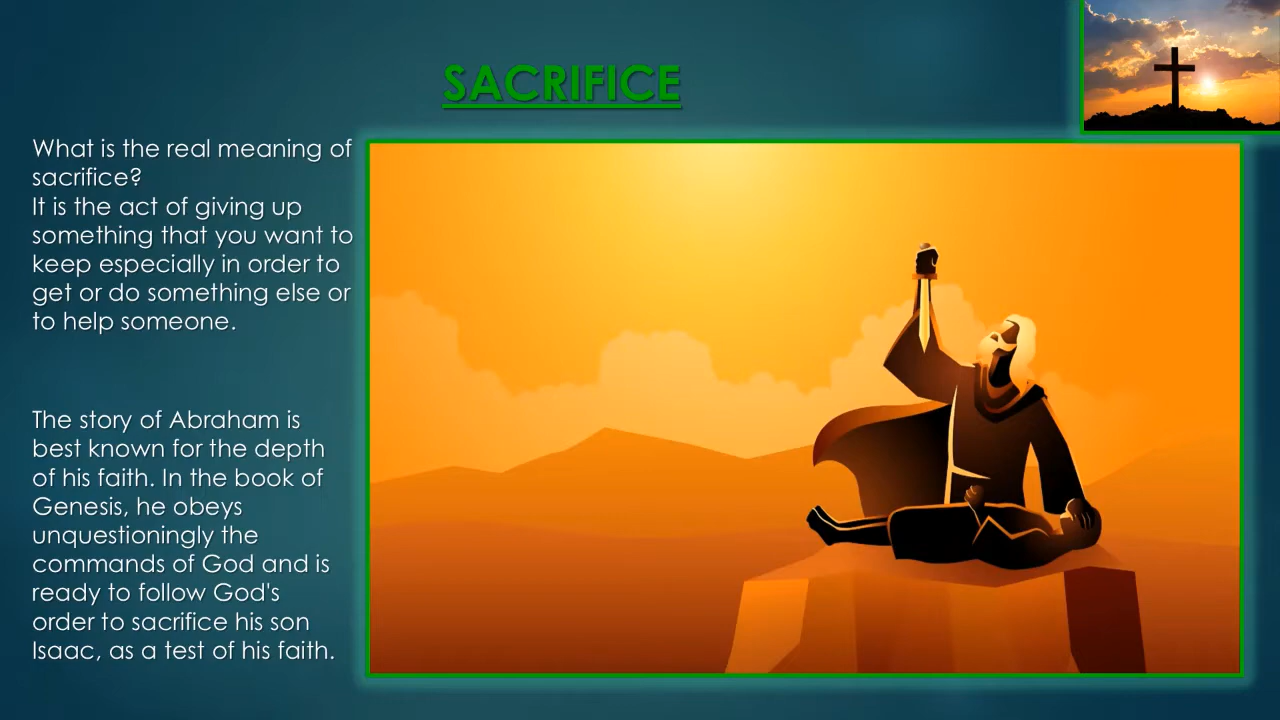 SACRIFICE
What is the real meaning of
sacrifice?
It is the act of giving up
something that you want to
keep especially in order to
get or do something else or
to help someone.
The story of Abraham is
best known for the depth
of his faith. In the book of
Genesis, he obeys
unquestioningly the
commands of God and is
ready to follow God's
order to sacrifice his son
Isaac, as a test of his faith.